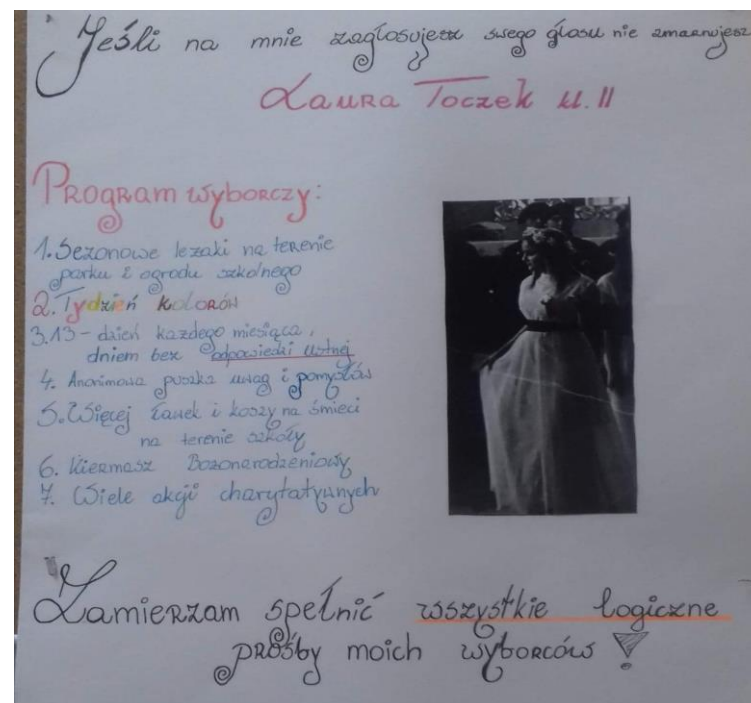 Jeśli na mnie zagłosujesz swego głosu nie zmarnujesz
Laura Toczek kl. II
Program wyborczy:
1. Sezonowe leżaki na terenie
parku i ogrodu szkolnego
2. Tydzień kolorów
3. 13 - dzień każdego miesiąca,
dniem bez odpowiedzi ustnej
4. Anonimowa puszka uwag i pomysłów
5. Więcej ławek i koszy na śmieci
na terenie szkoły
6. Kiermasz Bożonarodzeniowy
7. Wiele akcji charytatywnych
Zamierzam spełnić wszystkie logiczne
prośby moich wyborców!